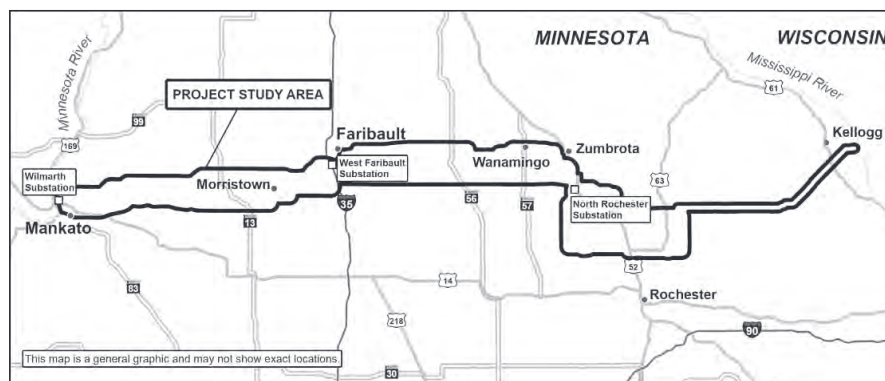 MINNESOTA
WISCONSIN
Minnesota River
Mississippi River
61
PROJECT STUDY AREA
99
169
Faribault
Zumbrota
Kellogg
Wanamingo
West Faribault
Substation
Wilmarth
Substation
Morristown
63
North Rochester
Substation
35
56
57
Mankato
13
52
83
14
Rochester
218
90
This map is a general graphic and may not show exact locations.
30